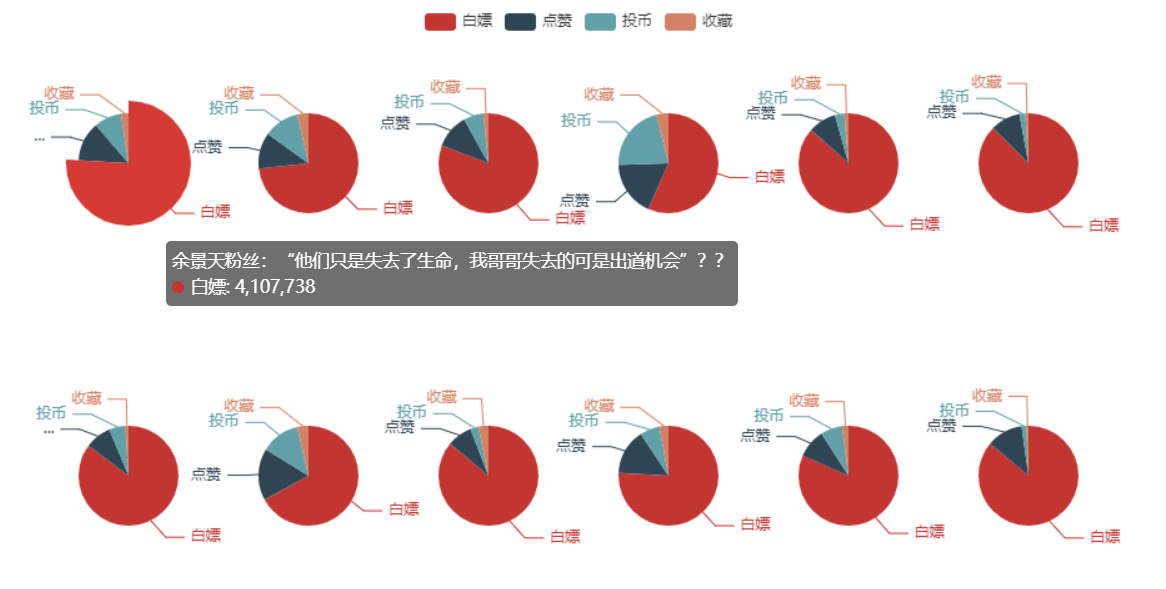 白嫖 点赞 投币 收藏
收藏
投币
...
白嫖
收藏
投币
点赞
白嫖
收藏
投币
点赞
白嫖
收藏
投币
点赞
白嫖
收藏
投币
点赞
白嫖
收藏
投币
点赞
白嫖
余景天粉丝：“他们只是失去了生命，我哥哥失去的可是出道机会”？？
白嫖: 4,107,738
收藏
投币
...
白嫖
收藏
投币
点赞
白嫖
收藏
投币
点赞
白嫖
收藏
投币
点赞
白嫖
收藏
投币
点赞
白嫖
收藏
投币
点赞
白嫖